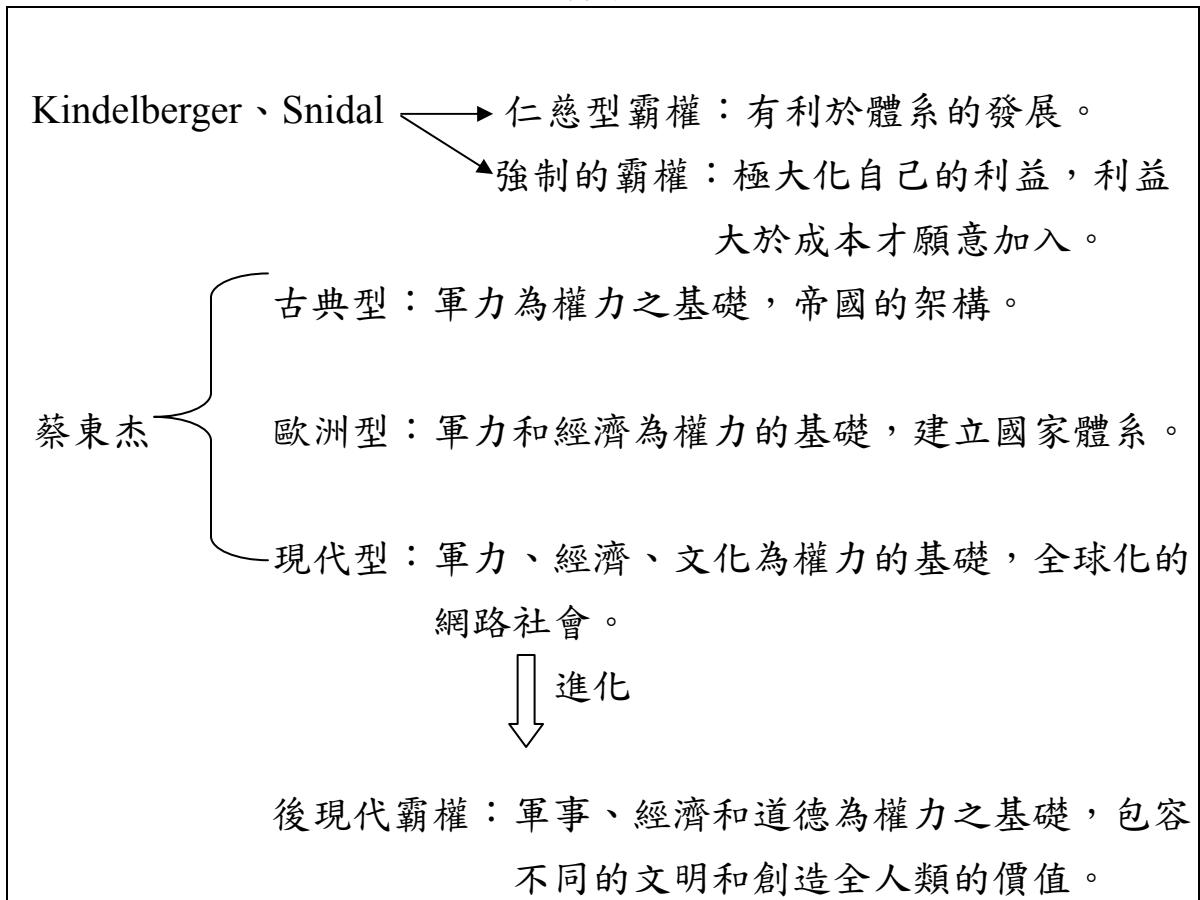 Kindelberger、Snidal 仁慈型霸權：有利於體系的發展。
強制的霸權：極大化自己的利益，利益
大於成本才願意加入。
古典型：軍力為權力之基礎，帝國的架構。
蔡東杰 歐洲型：軍力和經濟為權力的基礎，建立國家體系。
現代型：軍力、經濟、文化為權力的基礎，全球化的
網路社會。
進化
後現代霸權：軍事、經濟和道德為權力之基礎，包容
不同的文明和創造全人類的價值。